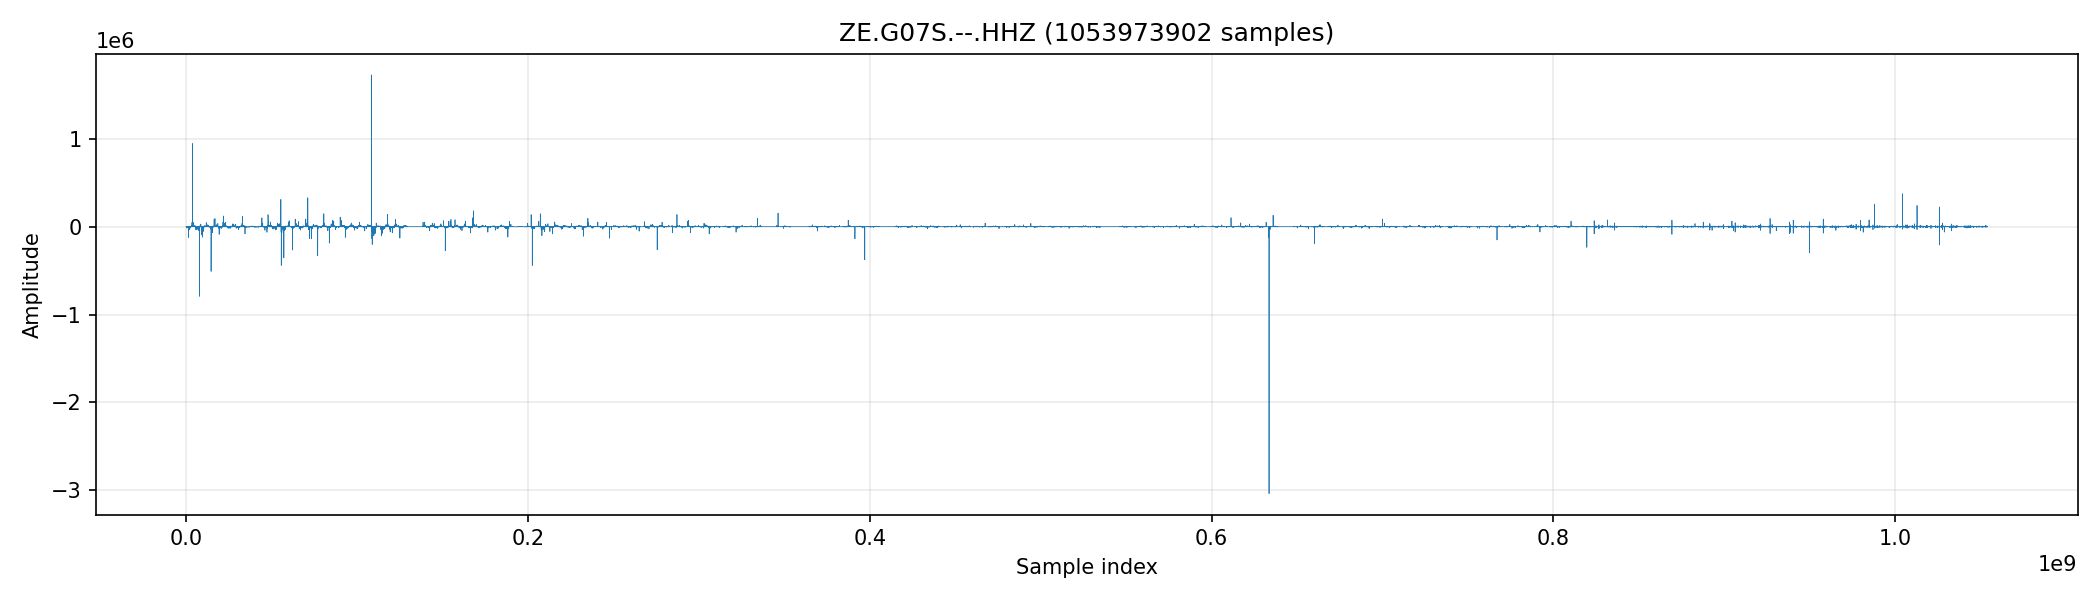 ZE.G07S.--.HHZ (1053973902 samples)
1e6
1
0
−1
−2
−3
Amplitude
0.0 0.2 0.4 0.6 0.8 1.0
Sample index
1e9